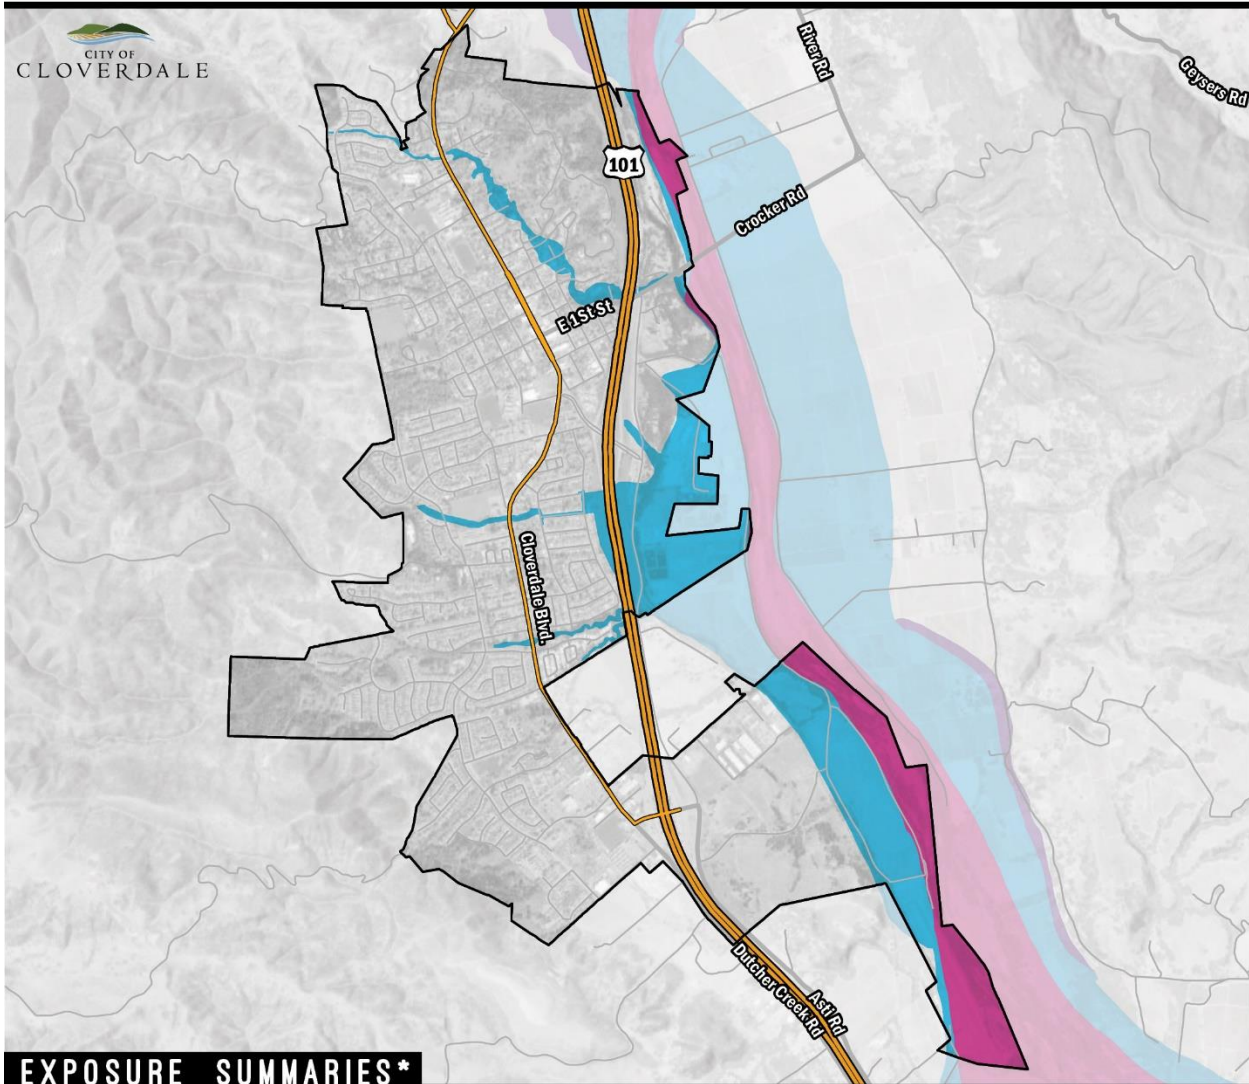 CITY OF
CLOVERDALE
River Rd
Geysers Rd
101
Crocker Rd
E 1St St
Cloverdale Blvd.
Dutcher Creek Rd
Asti Rd
EXPOSURE SUMMARIES*